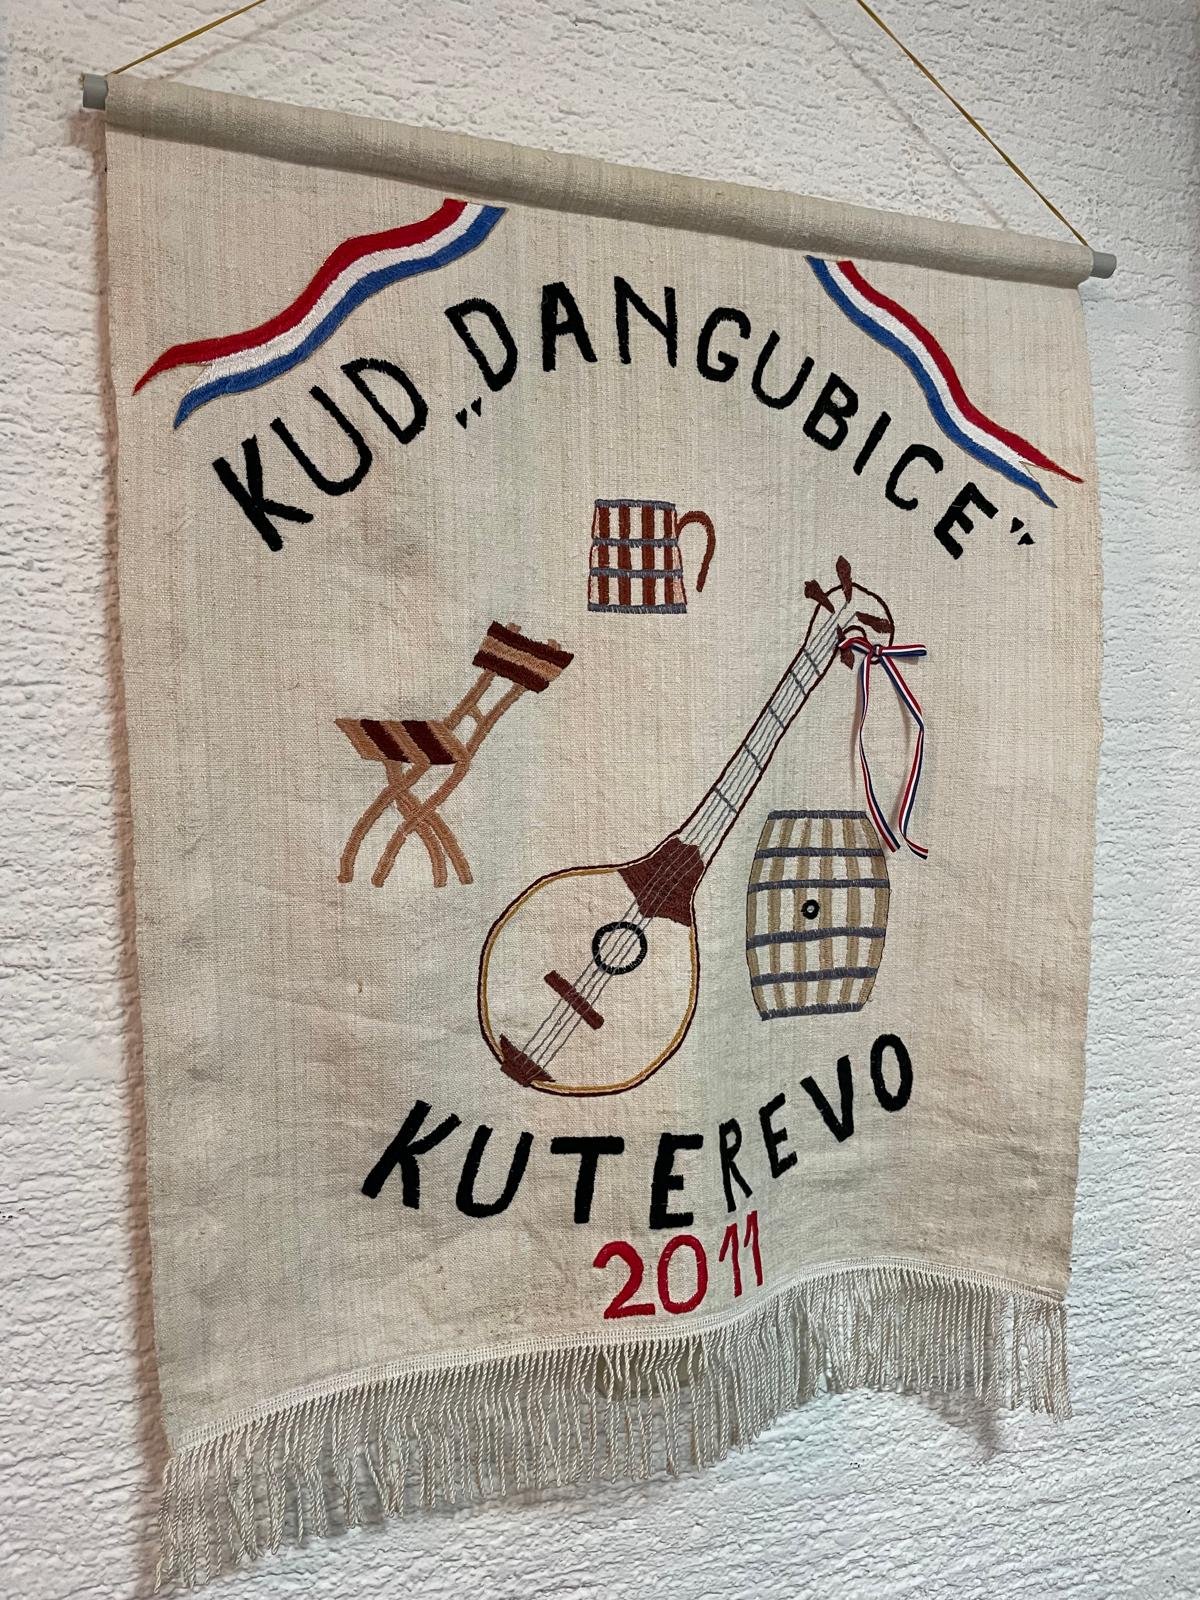 KUD „DANGUBICE”
KUTEREVO
2011